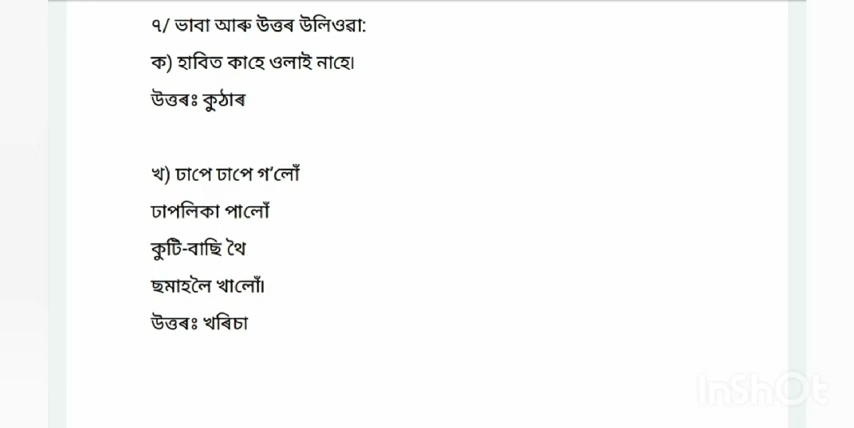 ৭/ ভাবা আৰু উত্তৰ উলিওৱা:
ক) হাবিত কাহে ওলাই নাহে৷
উত্তৰঃ কুঠাৰ
খ) ঢাপে ঢাপে গ’লোঁ
ঢাপলিকা পালোঁ
কুটি-বাছি থৈ
ছমাহলৈ খালোঁ৷
উত্তৰঃ খৰিচা
InShOt